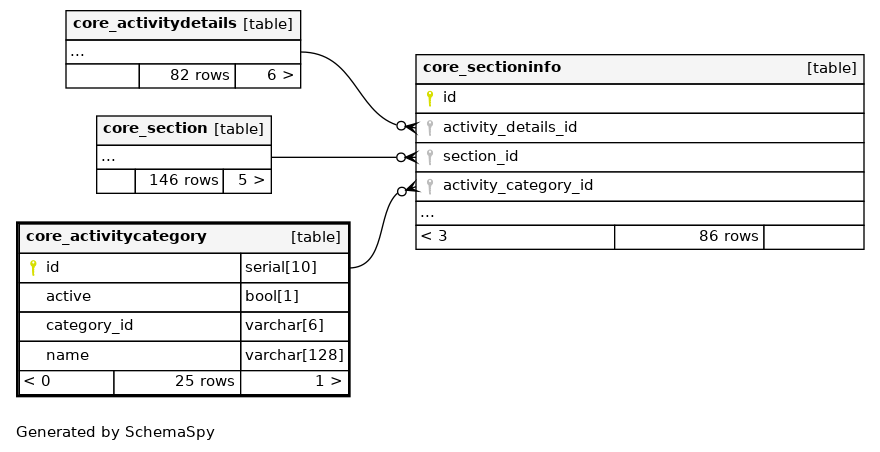 core_activitydetails [table]
...
82 rows 6 >
core_section [table]
...
146 rows 5 >
core_activitycategory [table]
id serial[10]
active bool[1]
category_id varchar[6]
name varchar[128]
< 0 25 rows 1 >
core_sectioninfo [table]
id
activity_details_id
section_id
activity_category_id
...
< 3 86 rows
Generated by SchemaSpy